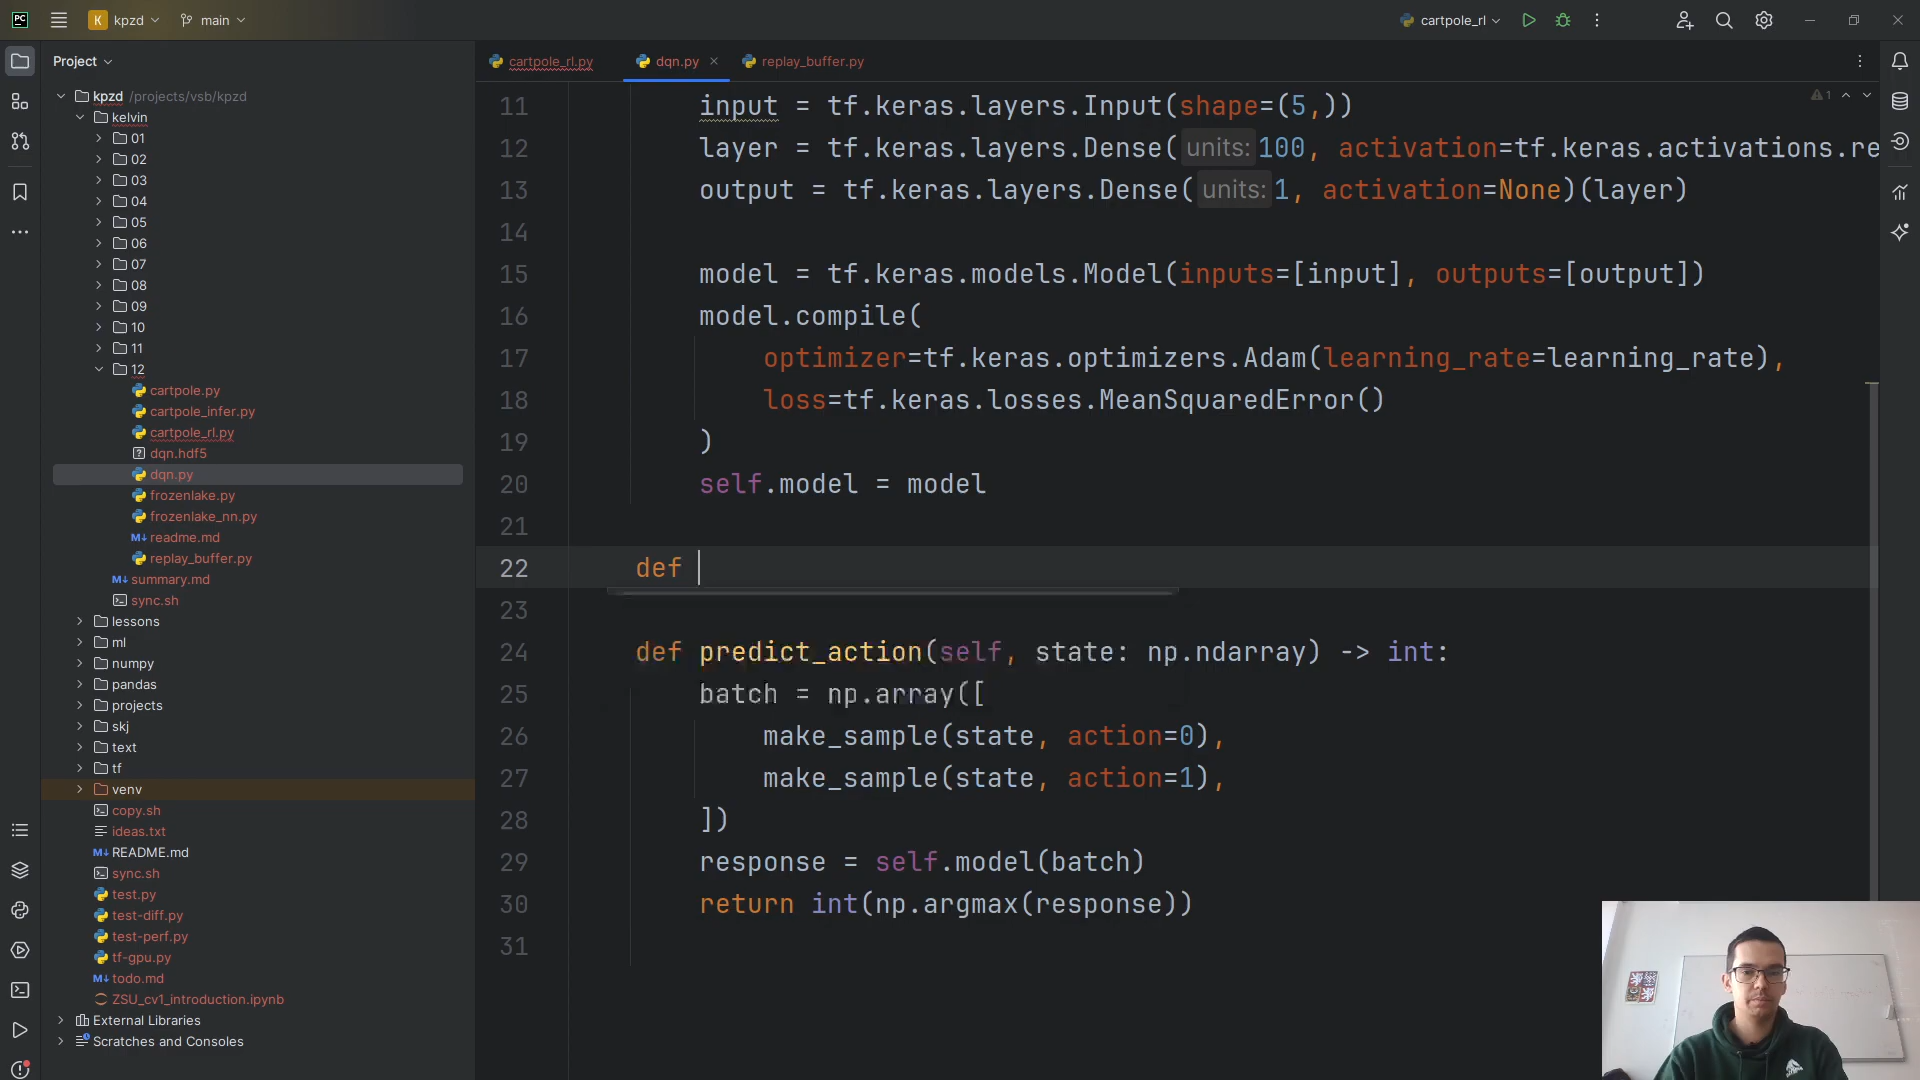 PC
K
kpzd
main
cartpole_rl
Project
cartpole_rl.py
dqn.py
replay_buffer.py
kpzd /projects/vsb/kpzd
kelvin
01
02
03
04
05
06
07
08
09
10
11
12
cartpole.py
cartpole_infer.py
cartpole_rl.py
dqn.hdf5
dqn.py
frozenlake.py
frozenlake_nn.py
readme.md
replay_buffer.py
summary.md
sync.sh
lessons
ml
numpy
pandas
projects
skj
text
tf
venv
copy.sh
ideas.txt
README.md
sync.sh
test.py
test-diff.py
test-perf.py
tf-gpu.py
todo.md
ZSU_cv1_introduction.ipynb
External Libraries
Scratches and Consoles
1
11 input = tf.keras.layers.Input(shape=(5,))
12 layer = tf.keras.layers.Dense( units: 100, activation=tf.keras.activations.re
13 output = tf.keras.layers.Dense( units: 1, activation=None)(layer)
14
15 model = tf.keras.models.Model(inputs=[input], outputs=[output])
16 model.compile(
17 optimizer=tf.keras.optimizers.Adam(learning_rate=learning_rate),
18 loss=tf.keras.losses.MeanSquaredError()
19 )
20 self.model = model
21
22 def
23
24 def predict_action(self, state: np.ndarray) -> int:
25 batch = np.array([
26 make_sample(state, action=0),
27 make_sample(state, action=1),
28 ])
29 response = self.model(batch)
30 return int(np.argmax(response))
31